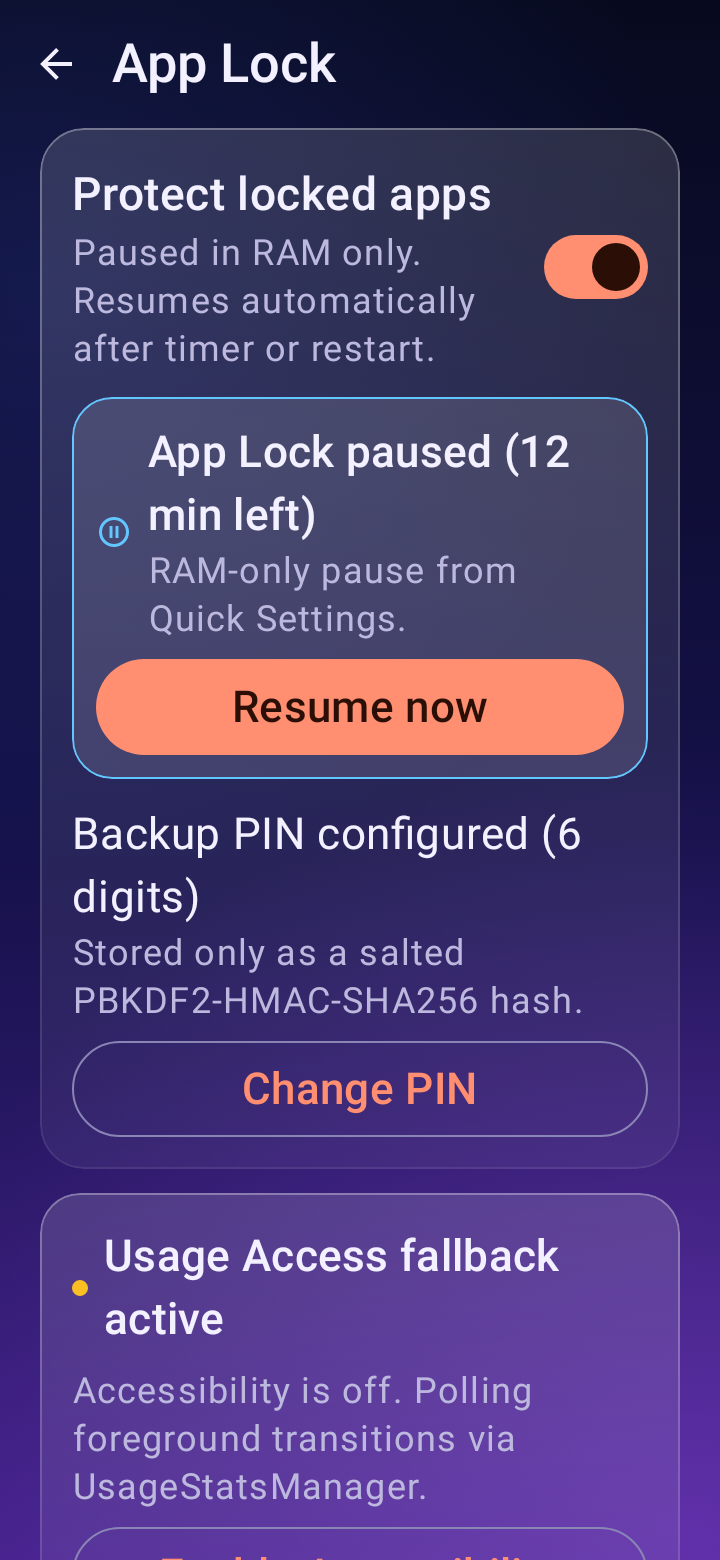 App Lock
Protect locked apps
Paused in RAM only.
Resumes automatically
after timer or restart.
App Lock paused (12
min left)
RAM-only pause from
Quick Settings.
Resume now
Backup PIN configured (6
digits)
Stored only as a salted
PBKDF2-HMAC-SHA256 hash.
Change PIN
Usage Access fallback
active
Accessibility is off. Polling
foreground transitions via
UsageStatsManager.